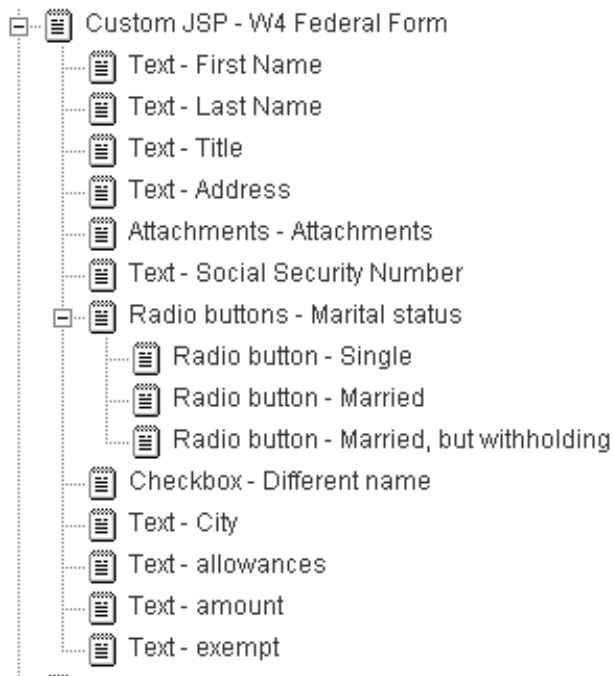 Custom JSP - W4 Federal Form
Text - First Name
Text - Last Name
Text - Title
Text - Address
Attachments - Attachments
Text - Social Security Number
Radio buttons - Marital status
Radio button - Single
Radio button - Married
Radio button - Married, but withholding
Checkbox - Different name
Text - City
Text - allowances
Text - amount
Text - exempt